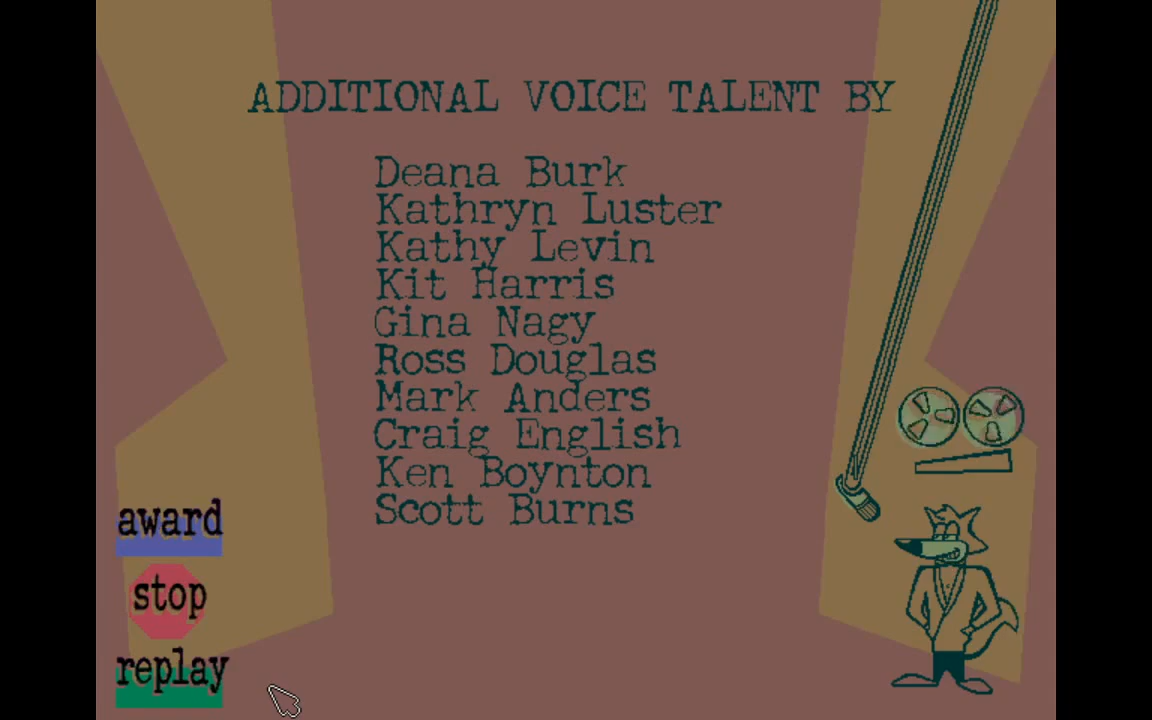 ADDITIONAL VOICE TALENT BY
Deana Burk
Kathryn Luster
Kathy Levin
Kit Harris
Gina Nagy
Ross Douglas
Mark Anders
Craig English
Ken Boynton
Scott Burns
award
stop
replay